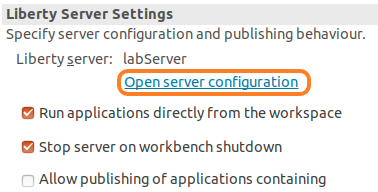 Liberty Server Settings
Specify server configuration and publishing behaviour.
Liberty server: labServer
Open server configuration
Run applications directly from the workspace
Stop server on workbench shutdown
Allow publishing of applications containing